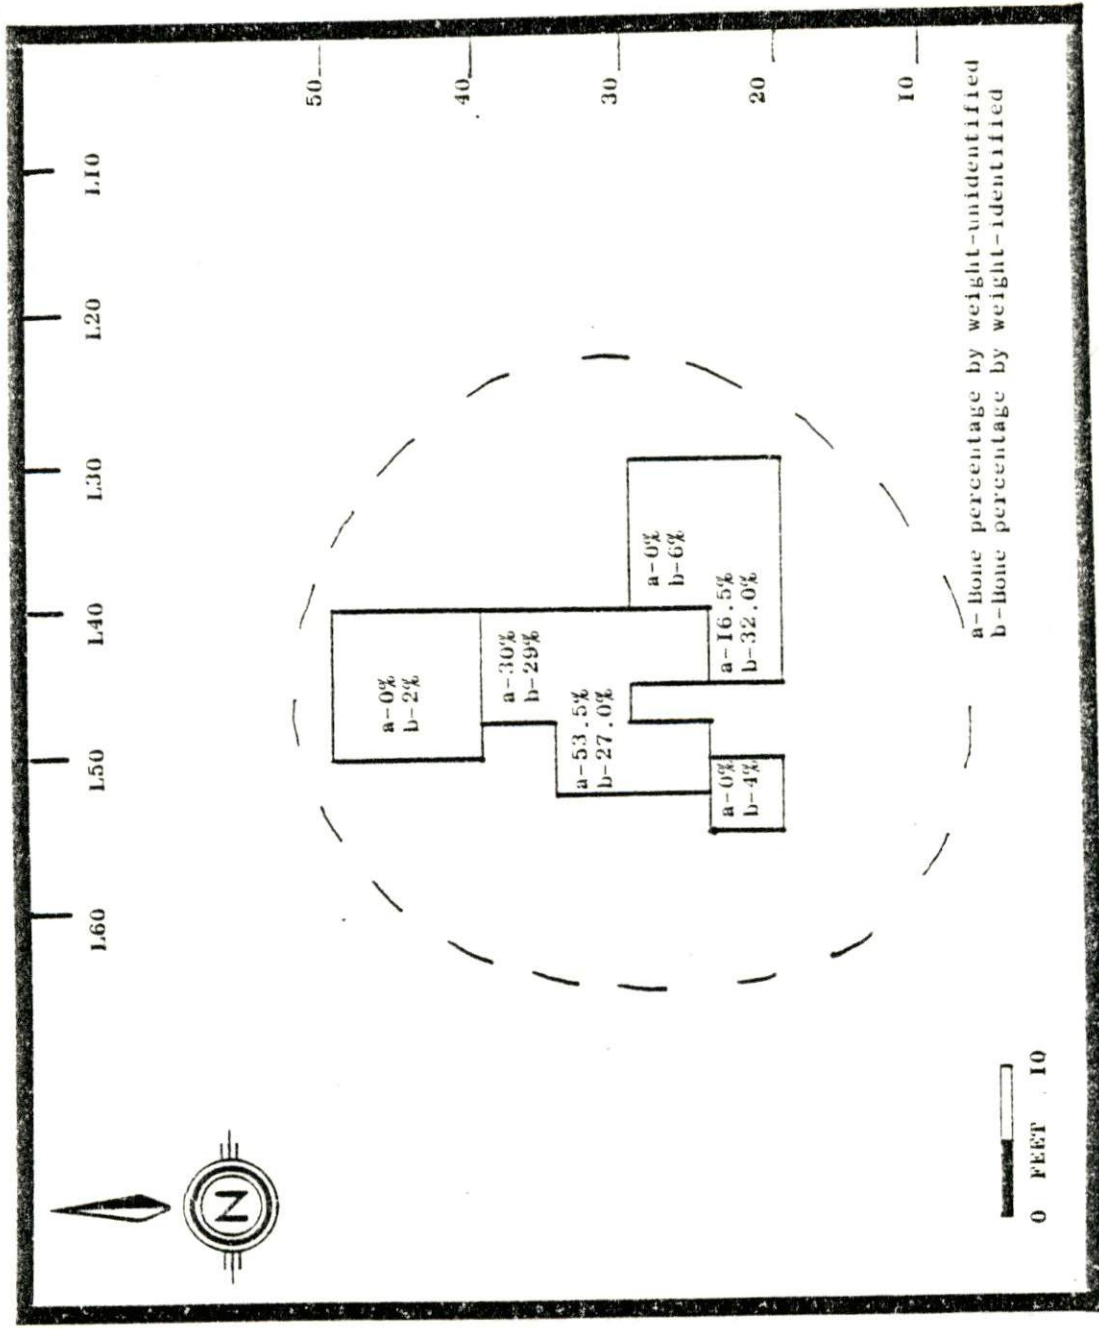 N
L60 L50 L40 L30 L20 L10
50
40
30
20
10
a-0%
b-2%
a-30%
b-29%
a-53.5%
b-27.0%
a-0%
b-6%
a-16.5%
b-32.0%
a-0%
b-4%
a-Bone percentage by weight-unidentified
b-Bone percentage by weight-identified
0 FEET 10